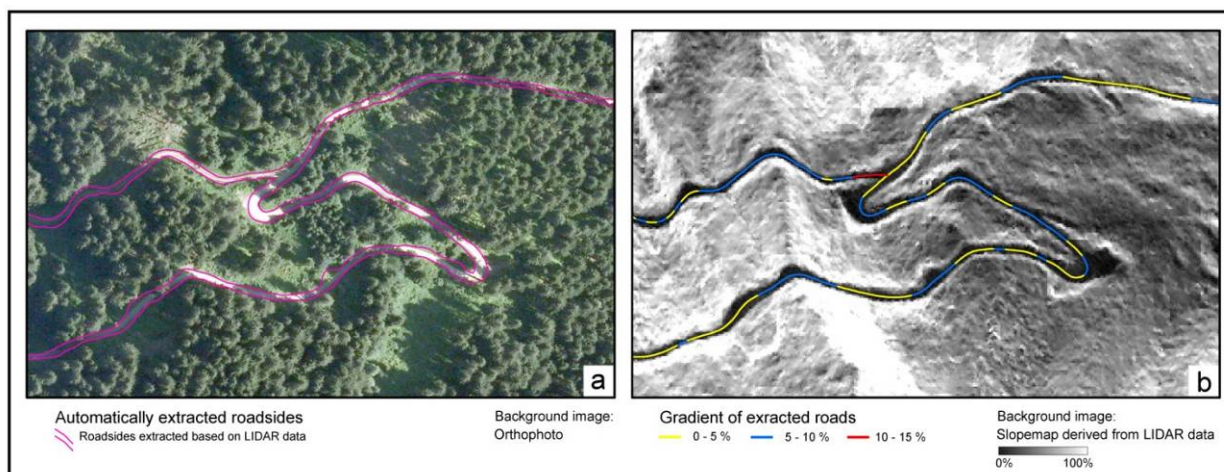 a
b
Automatically extracted roadsides
Roadsides extracted based on LIDAR data
Background image:
Orthophoto
Gradient of exracted roads
0 - 5 %
5 - 10 %
10 - 15 %
Background image:
Slopemap derived from LIDAR data
0%
100%